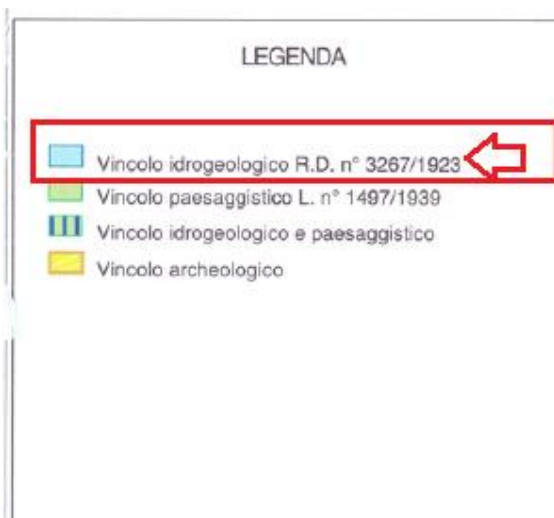 LEGENDA
Vincolo idrogeologico R.D. n° 3267/1923
Vincolo paesaggistico L. n° 1497/1939
Vincolo idrogeologico e paesaggistico
Vincolo archeologico